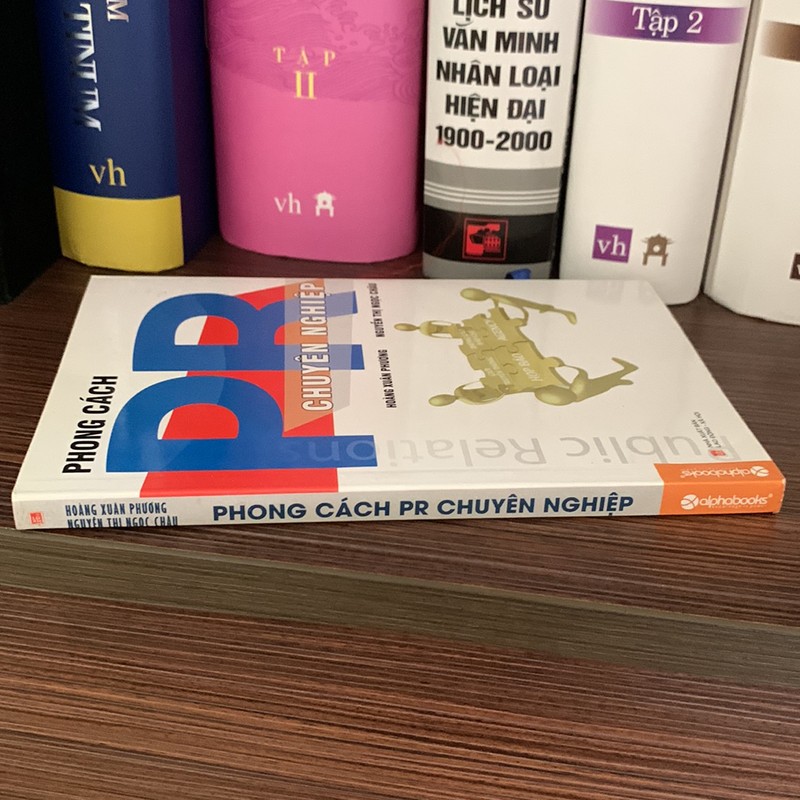 TINUM
vh
TẬP
II
vh
LỊCH SỬ
VĂN MINH
NHÂN LOẠI
HIỆN ĐẠI
1900-2000
Tập 2
vh
PHONG CÁCH
PR
CHUYÊN NGHIỆP
HOÀNG XUÂN PHƯƠNG
NGUYỄN THỊ NGỌC CHÂU
Public Relations
alphabooks
HOÀNG XUÂN PHƯƠNG
NGUYỄN THỊ NGỌC CHÂU
PHONG CÁCH PR CHUYÊN NGHIỆP
alphabooks